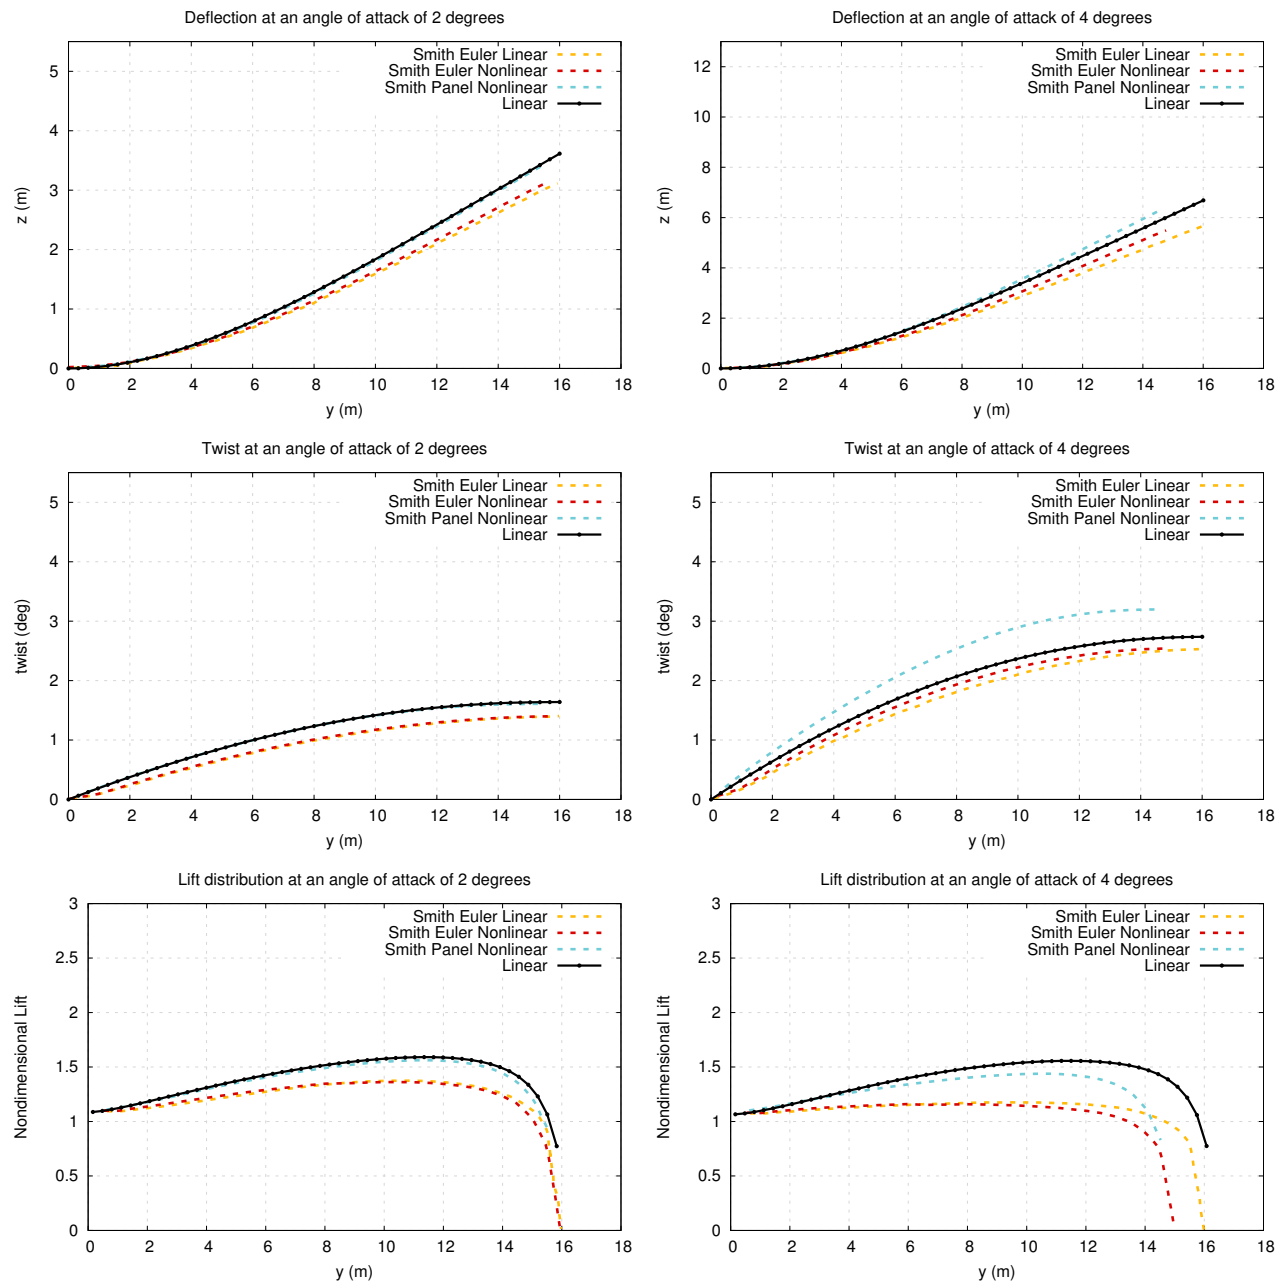 Deflection at an angle of attack of 2 degrees
Smith Euler Linear
Smith Euler Nonlinear
Smith Panel Nonlinear
Linear
z (m)
5
4
3
2
1
0
0 2 4 6 8 10 12 14 16 18
y (m)
Deflection at an angle of attack of 4 degrees
Smith Euler Linear
Smith Euler Nonlinear
Smith Panel Nonlinear
Linear
z (m)
12
10
8
6
4
2
0
0 2 4 6 8 10 12 14 16 18
y (m)
Twist at an angle of attack of 2 degrees
Smith Euler Linear
Smith Euler Nonlinear
Smith Panel Nonlinear
Linear
twist (deg)
5
4
3
2
1
0
0 2 4 6 8 10 12 14 16 18
y (m)
Twist at an angle of attack of 4 degrees
Smith Euler Linear
Smith Euler Nonlinear
Smith Panel Nonlinear
Linear
twist (deg)
5
4
3
2
1
0
0 2 4 6 8 10 12 14 16 18
y (m)
Lift distribution at an angle of attack of 2 degrees
Smith Euler Linear
Smith Euler Nonlinear
Smith Panel Nonlinear
Linear
Nondimensional Lift
3
2.5
2
1.5
1
0.5
0
0 2 4 6 8 10 12 14 16 18
y (m)
Lift distribution at an angle of attack of 4 degrees
Smith Euler Linear
Smith Euler Nonlinear
Smith Panel Nonlinear
Linear
Nondimensional Lift
3
2.5
2
1.5
1
0.5
0
0 2 4 6 8 10 12 14 16 18
y (m)